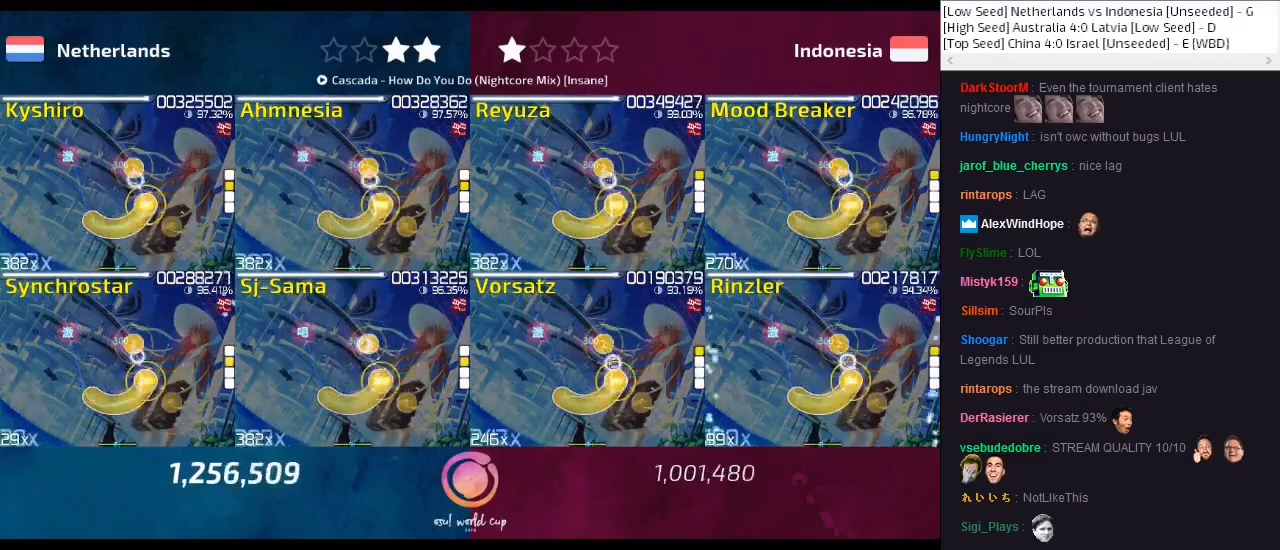 Netherlands
Indonesia
Cascada - How Do You Do (Nightcore Mix) [Insane]
Kyshiro
00325502
97.32%
382x
Ahmnesia
00328362
97.57%
382x
Reyuza
00349427
99.03%
382x
Mood Breaker
00242096
96.78%
270x
Synchrostar
00288271
96.41%
29x
Sj-Sama
00313225
96.35%
382x
Vorsatz
00190379
93.19%
246x
Rinzler
00217817
94.34%
99x
1,256,509
1,001,480
osu! world cup
[Low Seed] Netherlands vs Indonesia [Unseeded] - G
[High Seed] Australia 4:0 Latvia [Low Seed] - D
[Top Seed] China 4:0 Israel [Unseeded] - E {WBD}
DarkStoorM : Even the tournament client hates
nightcore
HungryNight : isn't owc without bugs LUL
jarof_blue_cherrys : nice lag
rintarops : LAG
AlexWindHope :
FlySlime : LOL
Mistyk159 :
Sillsim : SourPls
Shoogar : Still better production that League of
Legends LUL
rintarops : the stream download jav
DerRasierer : Vorsatz 93%
vsebudedobre : STREAM QUALITY 10/10
れいいち : NotLikeThis
Sigi_Plays :